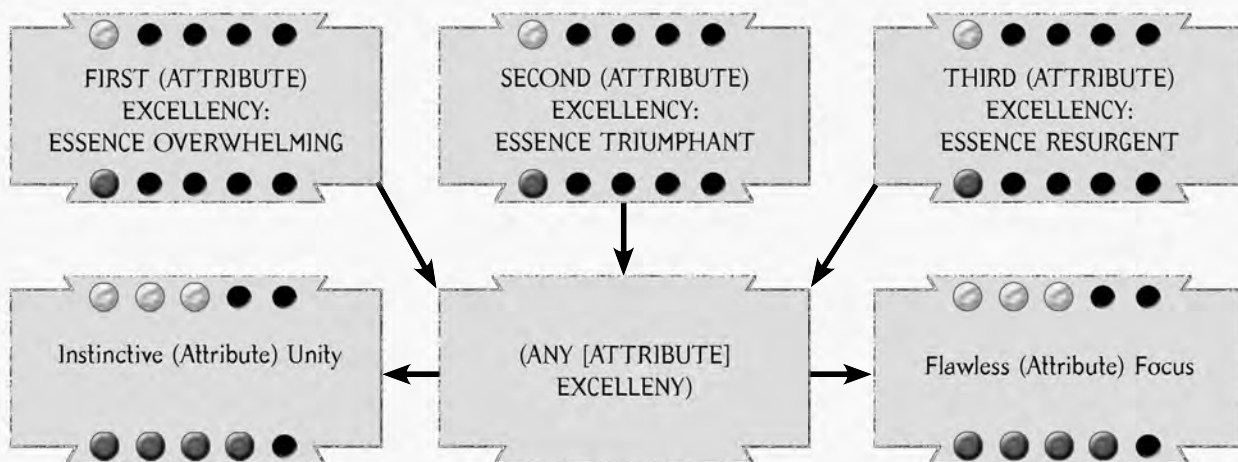 FIRST (ATTRIBUTE)
EXCELLENCY:
ESSENCE OVERWHELMING
SECOND (ATTRIBUTE)
EXCELLENCY:
ESSENCE TRIUMPHANT
THIRD (ATTRIBUTE)
EXCELLENCY:
ESSENCE RESURGENT
Instinctive (Attribute) Unity
(ANY [ATTRIBUTE]
EXCELLENY)
Flawless (Attribute) Focus